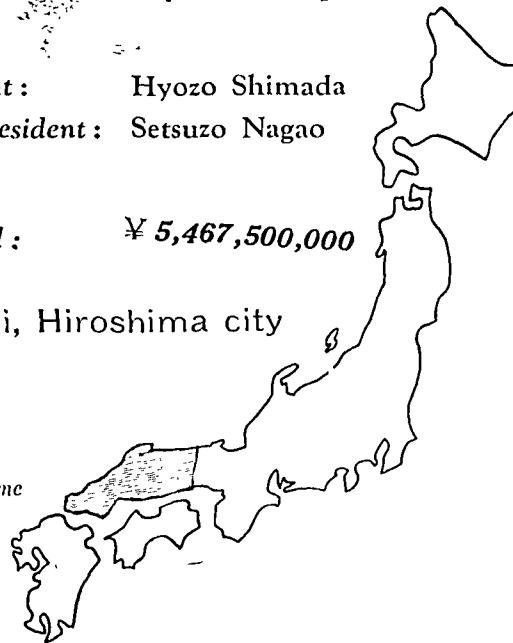 t : Hyozo Shimada
esident : Setsuzo Nagao
l : ¥ 5,467,500,000
i, Hiroshima city